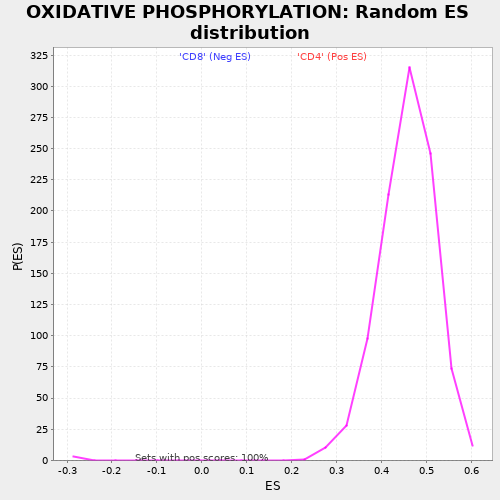 OXIDATIVE PHOSPHORYLATION: Random ES
distribution
'CD8' (Neg ES) 'CD4' (Pos ES)
325
300
275
250
225
200
175
150
125
100
75
50
25
0
P(ES)
Sets with pos scores: 100%
-0.3 -0.2 -0.1 0.0 0.1 0.2 0.3 0.4 0.5 0.6
ES